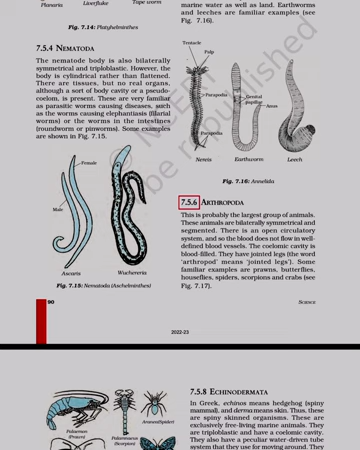 Planaria
Liverfluke
Tape worm
Fig. 7.14: Platyhelminthes
7.5.4 NEMATODA
The nematode body is also bilaterally
symmetrical and triploblastic. However, the
body is cylindrical rather than flattened.
There are tissues, but no real organs,
although a sort of body cavity or a pseudo-
coelom, is present. These are very familiar
as parasitic worms causing diseases, such
as the worms causing elephantiasis (filarial
worms) or the worms in the intestines
(roundworm or pinworms). Some examples
are shown in Fig. 7.15.
Female
Male
Ascaris
Wuchereria
Fig. 7.15: Nematoda (Aschelminthes)
marine water as well as land. Earthworms
and leeches are familiar examples (see
Fig. 7.16).
Tentacle
Palp
Parapodia
Genital
papillae
Anus
Parapodia
Nereis
Earthworm
Leech
Fig. 7.16: Annelida
7.5.6 ARTHROPODA
This is probably the largest group of animals.
These animals are bilaterally symmetrical and
segmented. There is an open circulatory
system, and so the blood does not flow in well-
defined blood vessels. The coelomic cavity is
blood-filled. They have jointed legs (the word
‘arthropod’ means ‘jointed legs’). Some
familiar examples are prawns, butterflies,
houseflies, spiders, scorpions and crabs (see
Fig. 7.17).
90
SCIENCE
2022-23
Palaemon
(Prawn)
Palamnaeus
(Scorpion)
Aranea(Spider)
7.5.8 ECHINODERMATA
In Greek, echinos means hedgehog (spiny
mammal), and derma means skin. Thus, these
are spiny skinned organisms. These are
exclusively free-living marine animals. They
are triploblastic and have a coelomic cavity.
They also have a peculiar water-driven tube
system that they use for moving around. They